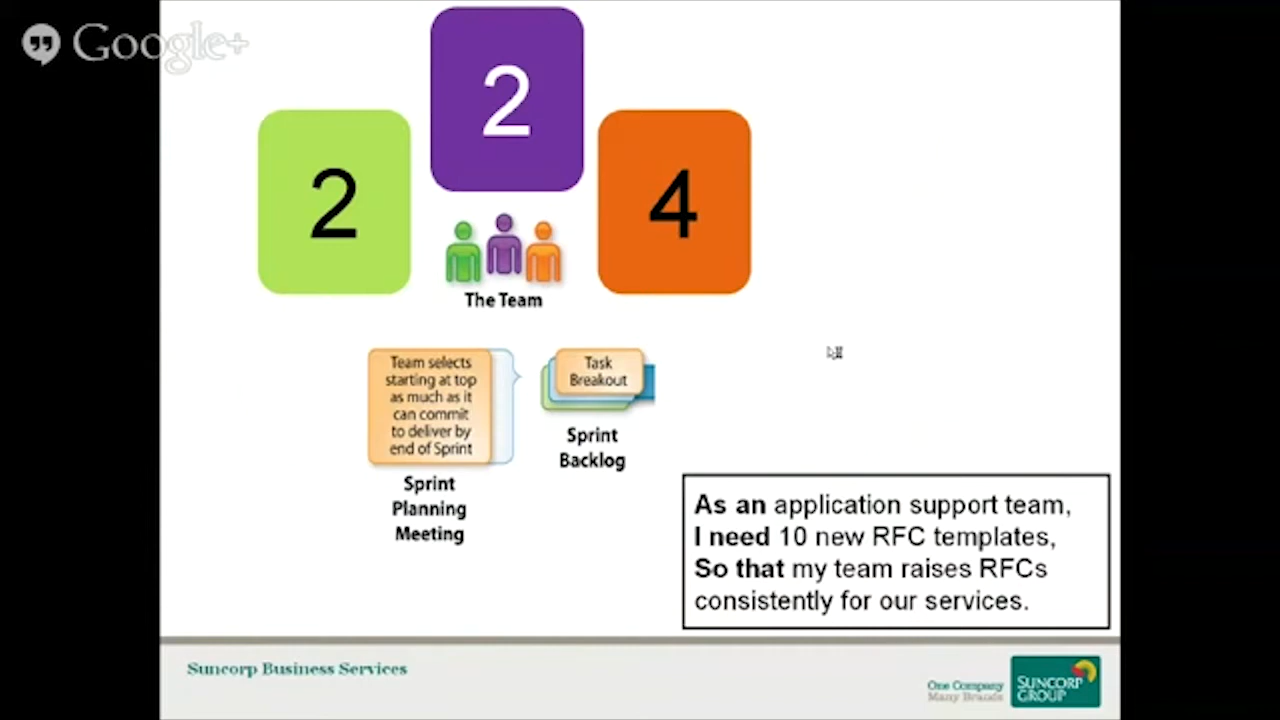 Google+
2
2
4
The Team
Team selects
starting at top
as much as it
can commit
to deliver by
end of Sprint
Sprint
Planning
Meeting
Task
Breakout
Sprint
Backlog
As an application support team,
I need 10 new RFC templates,
So that my team raises RFCs
consistently for our services.
Suncorp Business Services
One Company
Many Brands
SUNCORP
GROUP